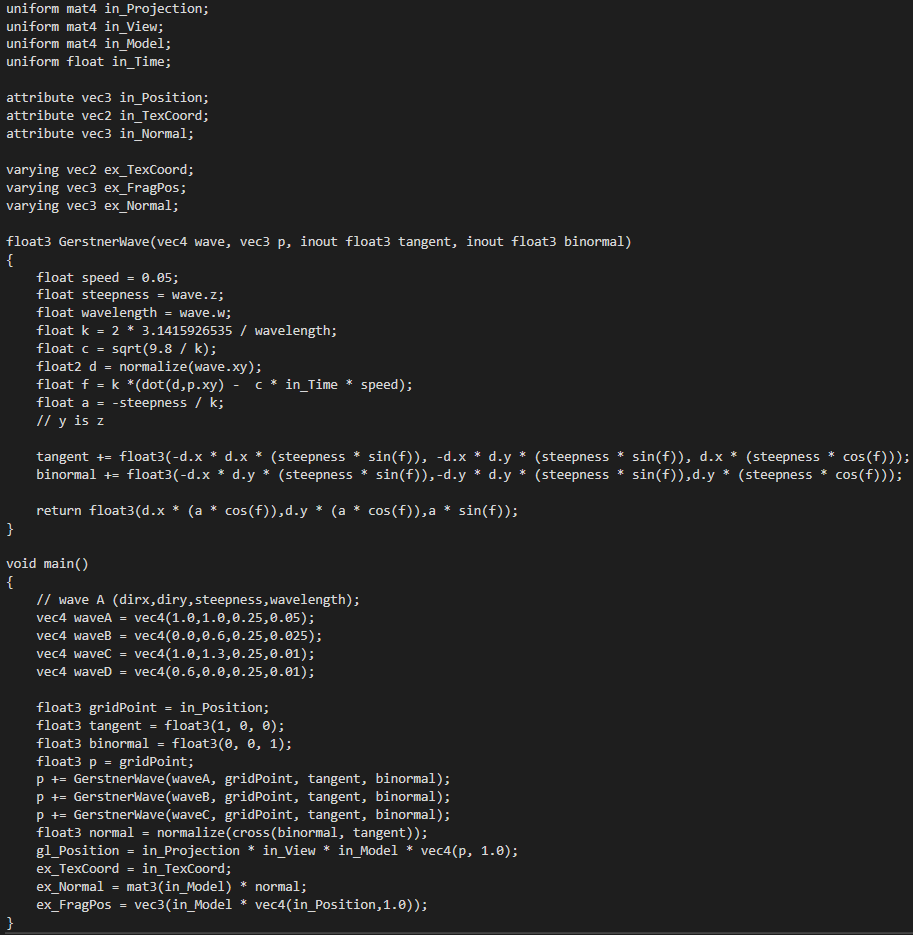 uniform mat4 in_Projection;
uniform mat4 in_View;
uniform mat4 in_Model;
uniform float in_Time;

attribute vec3 in_Position;
attribute vec2 in_TexCoord;
attribute vec3 in_Normal;

varying vec2 ex_TexCoord;
varying vec3 ex_FragPos;
varying vec3 ex_Normal;

float3 GerstnerWave(vec4 wave, vec3 p, inout float3 tangent, inout float3 binormal)
{
    float speed = 0.05;
    float steepness = wave.z;
    float wavelength = wave.w;
    float k = 2 * 3.1415926535 / wavelength;
    float c = sqrt(9.8 / k);
    float2 d = normalize(wave.xy);
    float f = k *(dot(d,p.xy) -  c * in_Time * speed);
    float a = -steepness / k;
    // y is z

    tangent += float3(-d.x * d.x * (steepness * sin(f)), -d.x * d.y * (steepness * sin(f)), d.x * (steepness * cos(f)));
    binormal += float3(-d.x * d.y * (steepness * sin(f)),-d.y * d.y * (steepness * sin(f)),d.y * (steepness * cos(f)));

    return float3(d.x * (a * cos(f)),d.y * (a * cos(f)),a * sin(f));
}

void main()
{
    // wave A (dirx,diry,steepness,wavelength);
    vec4 waveA = vec4(1.0,1.0,0.25,0.05);
    vec4 waveB = vec4(0.0,0.6,0.25,0.025);
    vec4 waveC = vec4(1.0,1.3,0.25,0.01);
    vec4 waveD = vec4(0.6,0.0,0.25,0.01);

    float3 gridPoint = in_Position;
    float3 tangent = float3(1, 0, 0);
    float3 binormal = float3(0, 0, 1);
    float3 p = gridPoint;
    p += GerstnerWave(waveA, gridPoint, tangent, binormal);
    p += GerstnerWave(waveB, gridPoint, tangent, binormal);
    p += GerstnerWave(waveC, gridPoint, tangent, binormal);
    float3 normal = normalize(cross(binormal, tangent));
    gl_Position = in_Projection * in_View * in_Model * vec4(p, 1.0);
    ex_TexCoord = in_TexCoord;
    ex_Normal = mat3(in_Model) * normal;
    ex_FragPos = vec3(in_Model * vec4(in_Position,1.0));
}